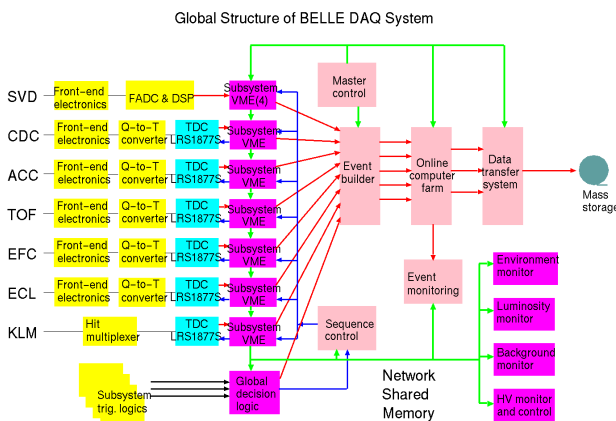 Global Structure of BELLE DAQ System
SVD
Front-end
electronics
FADC & DSP
Subsystem
VME(4)
Master
control
CDC
Front-end
electronics
Q-to-T
converter
TDC
LRS1877S
Subsystem
VME
ACC
Front-end
electronics
Q-to-T
converter
TDC
LRS1877S
Subsystem
VME
Event
builder
Online
computer
farm
Data
transfer
system
Mass
storage
TOF
Front-end
electronics
Q-to-T
converter
TDC
LRS1877S
Subsystem
VME
EFC
Front-end
electronics
Q-to-T
converter
TDC
LRS1877S
Subsystem
VME
Event
monitoring
Environment
monitor
ECL
Front-end
electronics
Q-to-T
converter
TDC
LRS1877S
Subsystem
VME
Luminosity
monitor
KLM
Hit
multiplexer
TDC
LRS1877S
Subsystem
VME
Sequence
control
Background
monitor
Subsystem
trig. logics
Global
decision
logic
Network
Shared
Memory
HV monitor
and control